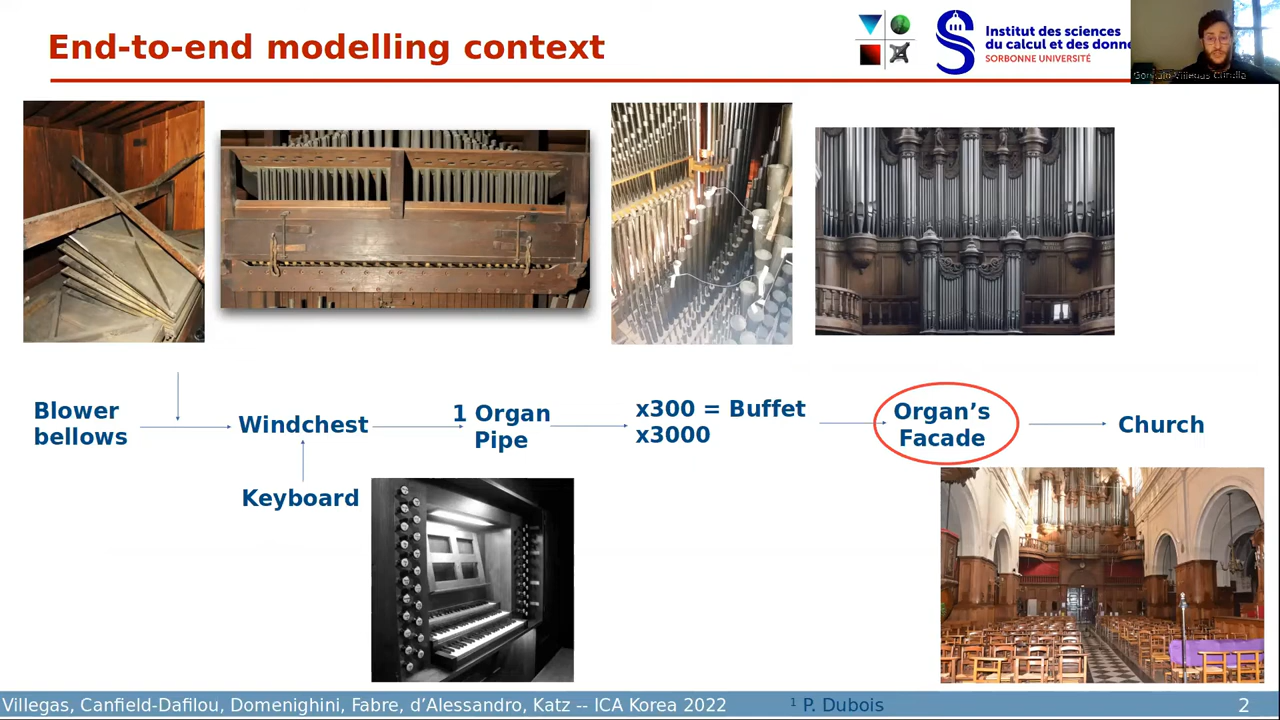 End-to-end modelling context
Institut des sciences
du calcul et des donne
SORBONNE UNIVERSITÉ
Blower
bellows
Windchest
1 Organ
Pipe
x300 = Buffet
x3000
Organ's
Facade
Church
Keyboard
Villegas, Canfield-Dafilou, Domenighini, Fabre, d'Alessandro, Katz -- ICA Korea 2022
¹ P. Dubois
2